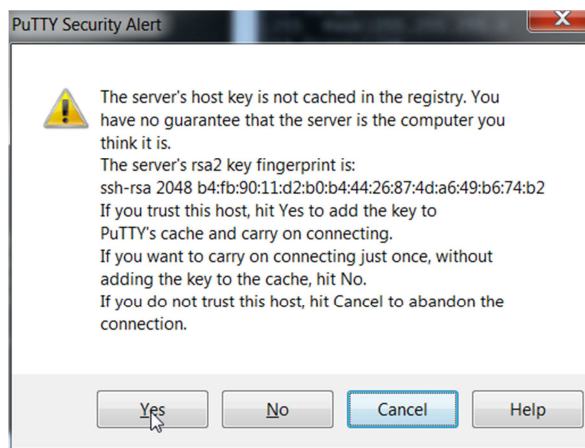 PuTTY Security Alert
The server's host key is not cached in the registry. You
have no guarantee that the server is the computer you
think it is.
The server's rsa2 key fingerprint is:
ssh-rsa 2048 b4:fb:90:11:d2:b0:b4:44:26:87:4d:a6:49:b6:74:b2
If you trust this host, hit Yes to add the key to
PuTTY's cache and carry on connecting.
If you want to carry on connecting just once, without
adding the key to the cache, hit No.
If you do not trust this host, hit Cancel to abandon the
connection.
Yes No Cancel Help